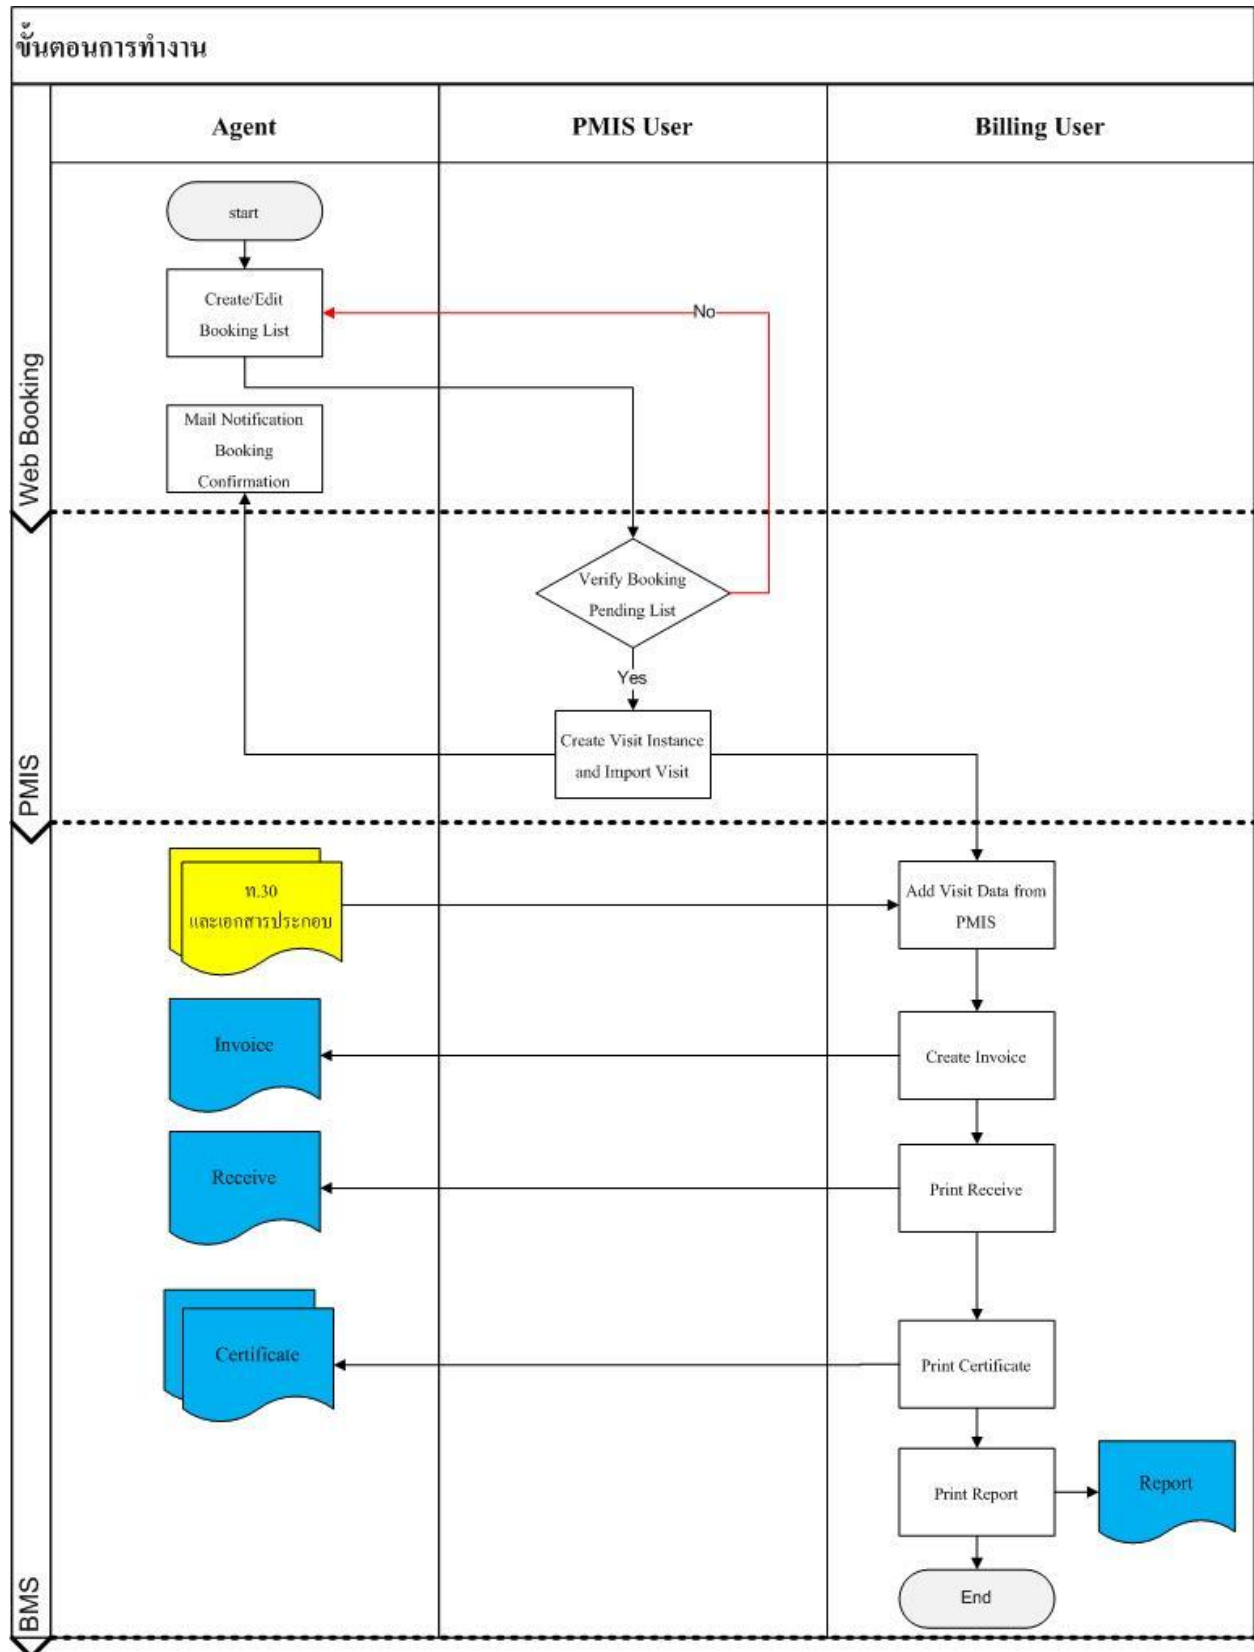 ขั้นตอนการทำงาน
Agent
PMIS User
Billing User
Web Booking
start
Create/Edit
Booking List
No
Mail Notification
Booking
Confirmation
PMIS
Verify Booking
Pending List
Yes
Create Visit Instance
and Import Visit
BMS
ท.30
และเอกสารประกอบ
Add Visit Data from
PMIS
Invoice
Create Invoice
Receive
Print Receive
Certificate
Print Certificate
Print Report
Report
End